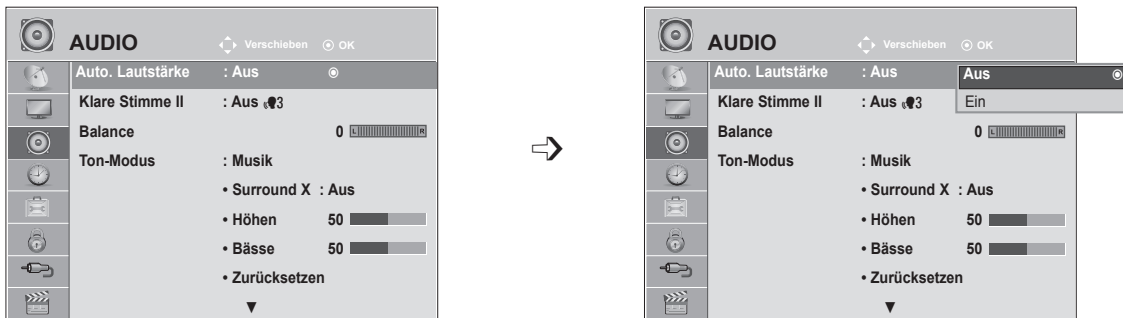 AUDIO Verschieben OK
Auto. Lautstärke : Aus
Klare Stimme II : Aus 3
Balance 0 L R
Ton-Modus : Musik
• Surround X : Aus
• Höhen 50
• Bässe 50
• Zurücksetzen
▼
AUDIO Verschieben OK
Auto. Lautstärke : Aus
Aus
Ein
Klare Stimme II : Aus 3
Balance 0 L R
Ton-Modus : Musik
• Surround X : Aus
• Höhen 50
• Bässe 50
• Zurücksetzen
▼